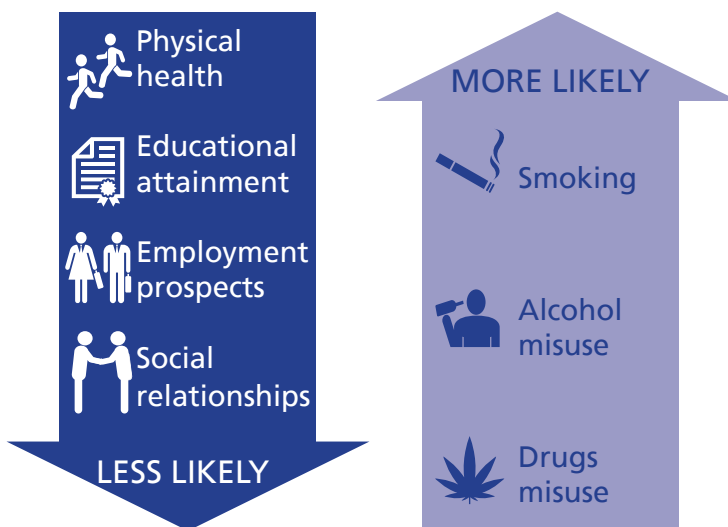 Physical
health
Educational
attainment
Employment
prospects
Social
relationships
LESS LIKELY
MORE LIKELY
Smoking
Alcohol
misuse
Drugs
misuse